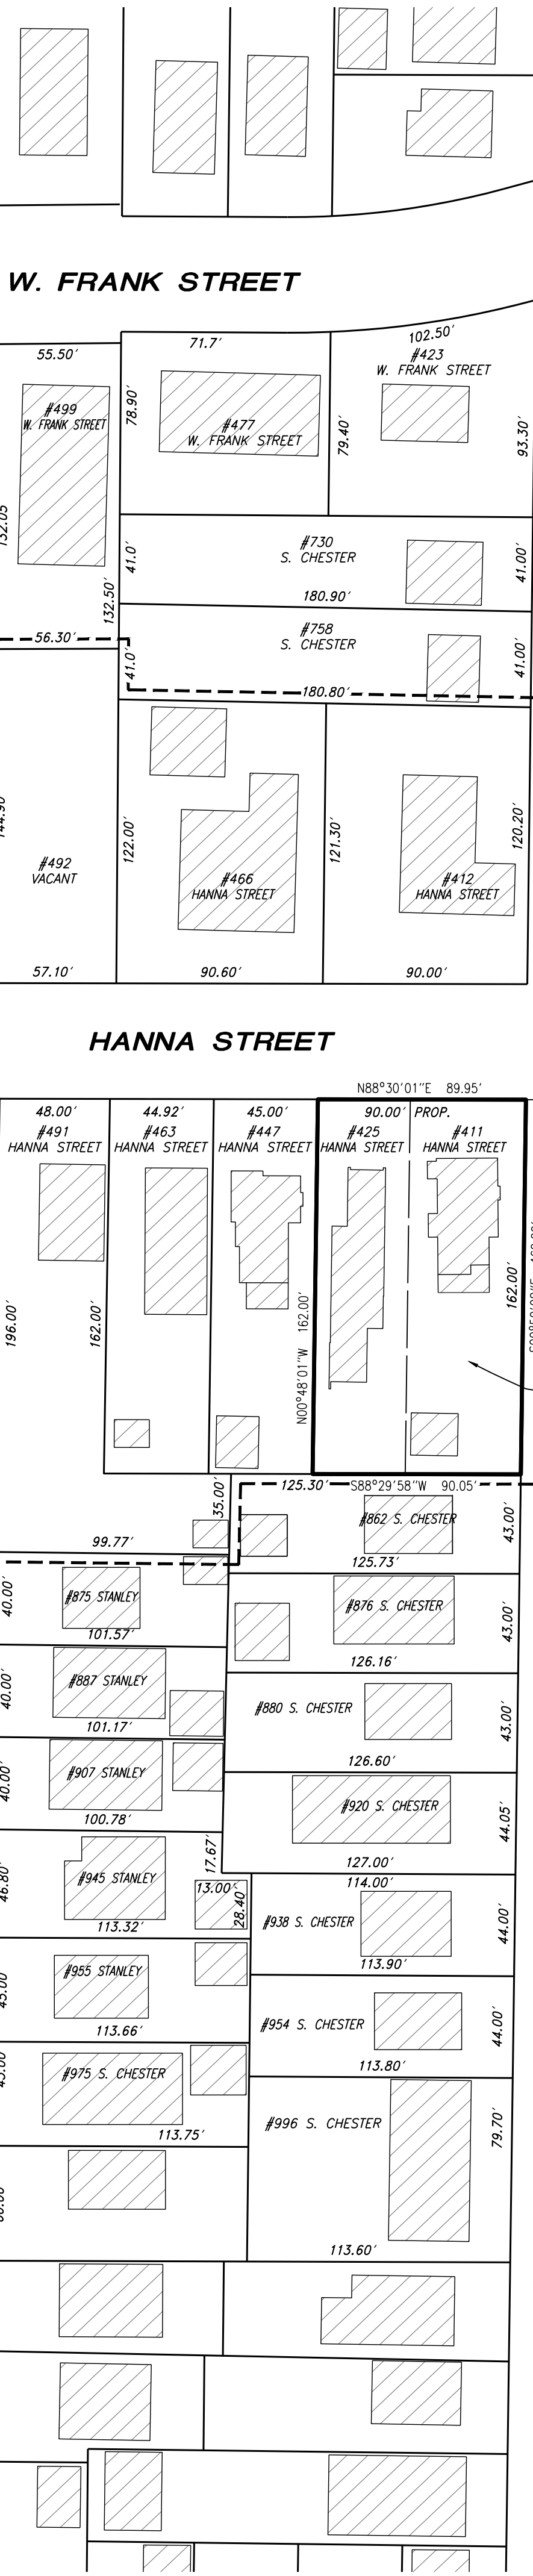 W. FRANK STREET
55.50'
71.7'
102.50'
#423
W. FRANK STREET
#499
W. FRANK STREET
78.90'
#477
W. FRANK STREET
79.40'
93.30'
132.05
#730
S. CHESTER
41.0'
41.00'
180.90'
132.50'
#758
S. CHESTER
56.30'
41.0'
41.00'
180.80'
144.90
122.00'
121.30'
120.20'
#492
VACANT
#466
HANNA STREET
#412
HANNA STREET
57.10'
90.60'
90.00'
HANNA STREET
N88°30'01"E 89.95'
48.00'
44.92'
45.00'
90.00' PROP.
#491
HANNA STREET
#463
HANNA STREET
#447
HANNA STREET
#425
HANNA STREET
#411
HANNA STREET
196.00'
162.00'
N00°48'01"W 162.00'
162.00'
35.00'
125.30'
S88°29'58"W 90.05'
#862 S. CHESTER
43.00'
99.77'
125.73'
40.00'
#875 STANLEY
#876 S. CHESTER
43.00'
101.57'
126.16'
40.00'
#887 STANLEY
#880 S. CHESTER
43.00'
101.17'
126.60'
40.00'
#907 STANLEY
#920 S. CHESTER
44.05'
100.78'
17.67'
127.00'
114.00'
46.80'
#945 STANLEY
13.00'
28.40'
#938 S. CHESTER
44.00'
113.32'
113.90'
45.00
#955 STANLEY
#954 S. CHESTER
44.00'
113.66'
113.80'
45.00
#975 S. CHESTER
#996 S. CHESTER
79.70'
113.75'
113.60'